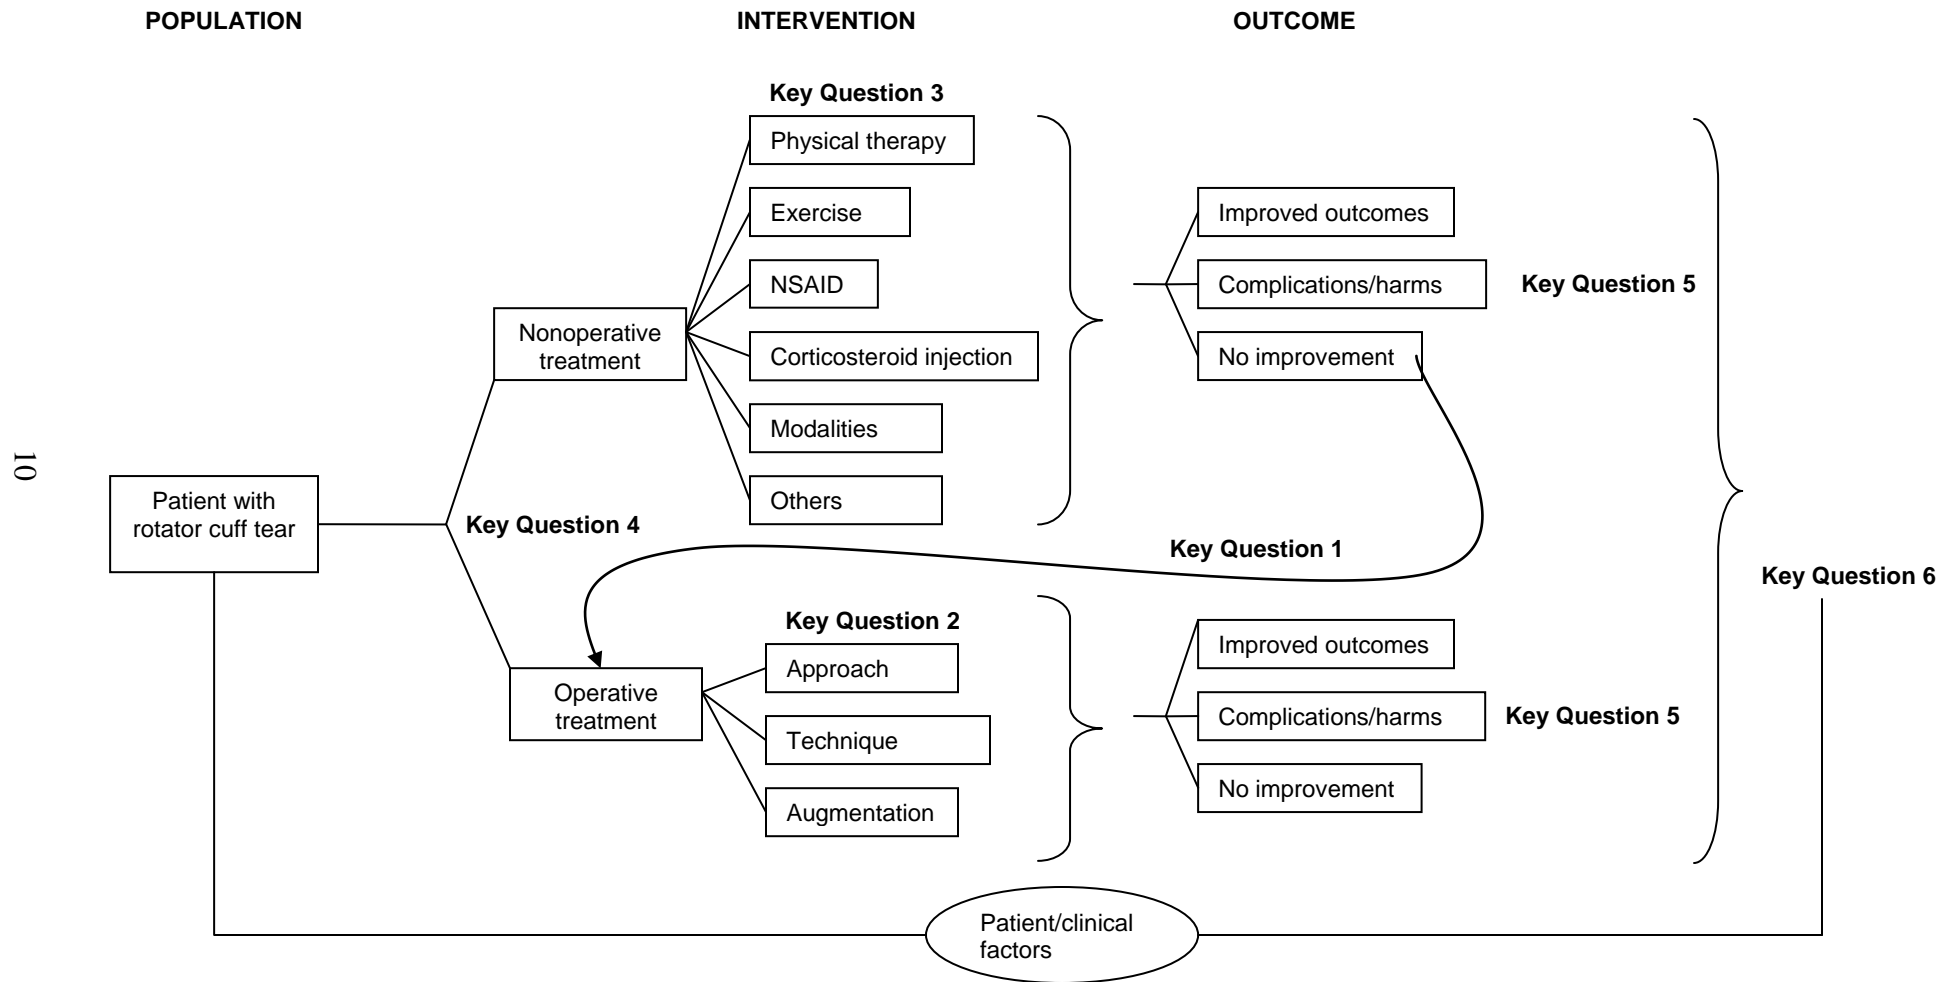 POPULATION
INTERVENTION
OUTCOME
Key Question 3
Physical therapy
Exercise
NSAID
Corticosteroid injection
Modalities
Others
Nonoperative
treatment
Improved outcomes
Complications/harms
No improvement
Key Question 5
10
Patient with
rotator cuff tear
Key Question 4
Key Question 1
Key Question 6
Key Question 2
Operative
treatment
Approach
Technique
Augmentation
Improved outcomes
Complications/harms
No improvement
Key Question 5
Patient/clinical
factors